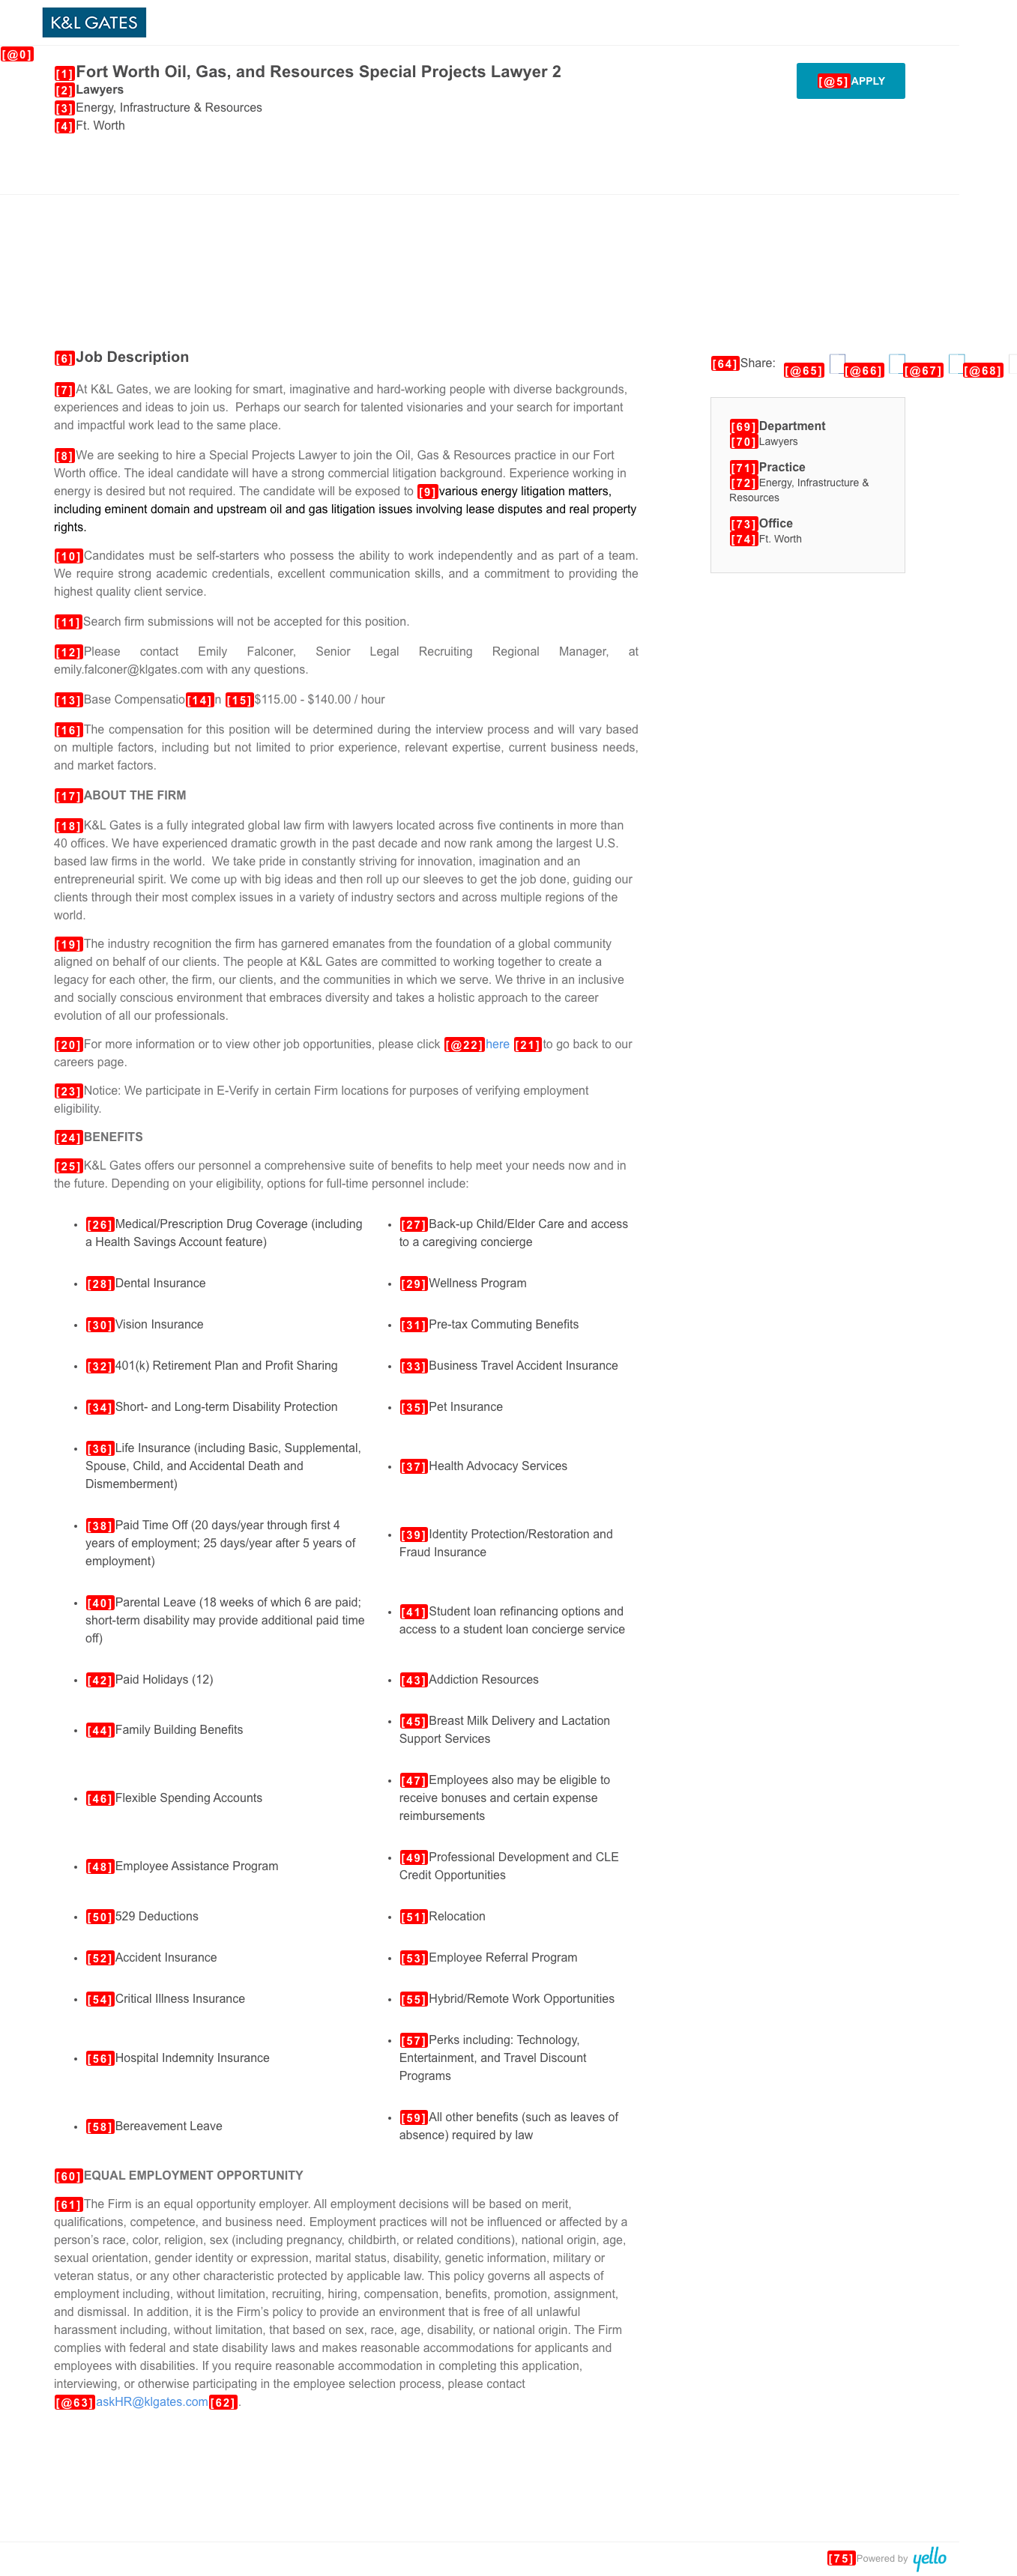 K&L GATES
[@0]
[1]Fort Worth Oil, Gas, and Resources Special Projects Lawyer 2
[2]Lawyers
[3]Energy, Infrastructure & Resources
[4]Ft. Worth
[@5]APPLY
[6]Job Description
[7]At K&L Gates, we are looking for smart, imaginative and hard-working people with diverse backgrounds,
experiences and ideas to join us.  Perhaps our search for talented visionaries and your search for important
and impactful work lead to the same place.
[8]We are seeking to hire a Special Projects Lawyer to join the Oil, Gas & Resources practice in our Fort
Worth office. The ideal candidate will have a strong commercial litigation background. Experience working in
energy is desired but not required. The candidate will be exposed to [9]various energy litigation matters,
including eminent domain and upstream oil and gas litigation issues involving lease disputes and real property
rights.
[10]Candidates must be self-starters who possess the ability to work independently and as part of a team.
We require strong academic credentials, excellent communication skills, and a commitment to providing the
highest quality client service.
[11]Search firm submissions will not be accepted for this position.
[12]Please contact Emily Falconer, Senior Legal Recruiting Regional Manager, at
emily.falconer@klgates.com with any questions.
[13]Base Compensatio[14]n [15]$115.00 - $140.00 / hour
[16]The compensation for this position will be determined during the interview process and will vary based
on multiple factors, including but not limited to prior experience, relevant expertise, current business needs,
and market factors.
[17]ABOUT THE FIRM
[18]K&L Gates is a fully integrated global law firm with lawyers located across five continents in more than
40 offices. We have experienced dramatic growth in the past decade and now rank among the largest U.S.
based law firms in the world.  We take pride in constantly striving for innovation, imagination and an
entrepreneurial spirit. We come up with big ideas and then roll up our sleeves to get the job done, guiding our
clients through their most complex issues in a variety of industry sectors and across multiple regions of the
world.
[19]The industry recognition the firm has garnered emanates from the foundation of a global community
aligned on behalf of our clients. The people at K&L Gates are committed to working together to create a
legacy for each other, the firm, our clients, and the communities in which we serve. We thrive in an inclusive
and socially conscious environment that embraces diversity and takes a holistic approach to the career
evolution of all our professionals.
[20]For more information or to view other job opportunities, please click [@22]here [21]to go back to our
careers page.
[23]Notice: We participate in E-Verify in certain Firm locations for purposes of verifying employment
eligibility.
[24]BENEFITS
[25]K&L Gates offers our personnel a comprehensive suite of benefits to help meet your needs now and in
the future. Depending on your eligibility, options for full-time personnel include:
• [26]Medical/Prescription Drug Coverage (including
a Health Savings Account feature)
• [27]Back-up Child/Elder Care and access
to a caregiving concierge
• [28]Dental Insurance
• [29]Wellness Program
• [30]Vision Insurance
• [31]Pre-tax Commuting Benefits
• [32]401(k) Retirement Plan and Profit Sharing
• [33]Business Travel Accident Insurance
• [34]Short- and Long-term Disability Protection
• [35]Pet Insurance
• [36]Life Insurance (including Basic, Supplemental,
Spouse, Child, and Accidental Death and
Dismemberment)
• [37]Health Advocacy Services
• [38]Paid Time Off (20 days/year through first 4
years of employment; 25 days/year after 5 years of
employment)
• [39]Identity Protection/Restoration and
Fraud Insurance
• [40]Parental Leave (18 weeks of which 6 are paid;
short-term disability may provide additional paid time
off)
• [41]Student loan refinancing options and
access to a student loan concierge service
• [42]Paid Holidays (12)
• [43]Addiction Resources
• [44]Family Building Benefits
• [45]Breast Milk Delivery and Lactation
Support Services
• [46]Flexible Spending Accounts
• [47]Employees also may be eligible to
receive bonuses and certain expense
reimbursements
• [48]Employee Assistance Program
• [49]Professional Development and CLE
Credit Opportunities
• [50]529 Deductions
• [51]Relocation
• [52]Accident Insurance
• [53]Employee Referral Program
• [54]Critical Illness Insurance
• [55]Hybrid/Remote Work Opportunities
• [56]Hospital Indemnity Insurance
• [57]Perks including: Technology,
Entertainment, and Travel Discount
Programs
• [58]Bereavement Leave
• [59]All other benefits (such as leaves of
absence) required by law
[60]EQUAL EMPLOYMENT OPPORTUNITY
[61]The Firm is an equal opportunity employer. All employment decisions will be based on merit,
qualifications, competence, and business need. Employment practices will not be influenced or affected by a
person's race, color, religion, sex (including pregnancy, childbirth, or related conditions), national origin, age,
sexual orientation, gender identity or expression, marital status, disability, genetic information, military or
veteran status, or any other characteristic protected by applicable law. This policy governs all aspects of
employment including, without limitation, recruiting, hiring, compensation, benefits, promotion, assignment,
and dismissal. In addition, it is the Firm's policy to provide an environment that is free of all unlawful
harassment including, without limitation, that based on sex, race, age, disability, or national origin. The Firm
complies with federal and state disability laws and makes reasonable accommodations for applicants and
employees with disabilities. If you require reasonable accommodation in completing this application,
interviewing, or otherwise participating in the employee selection process, please contact
[@63]askHR@klgates.com[62].
[64]Share: [@65] [@66] [@67] [@68]
[69]Department
[70]Lawyers
[71]Practice
[72]Energy, Infrastructure &
Resources
[73]Office
[74]Ft. Worth
[75]Powered by yello